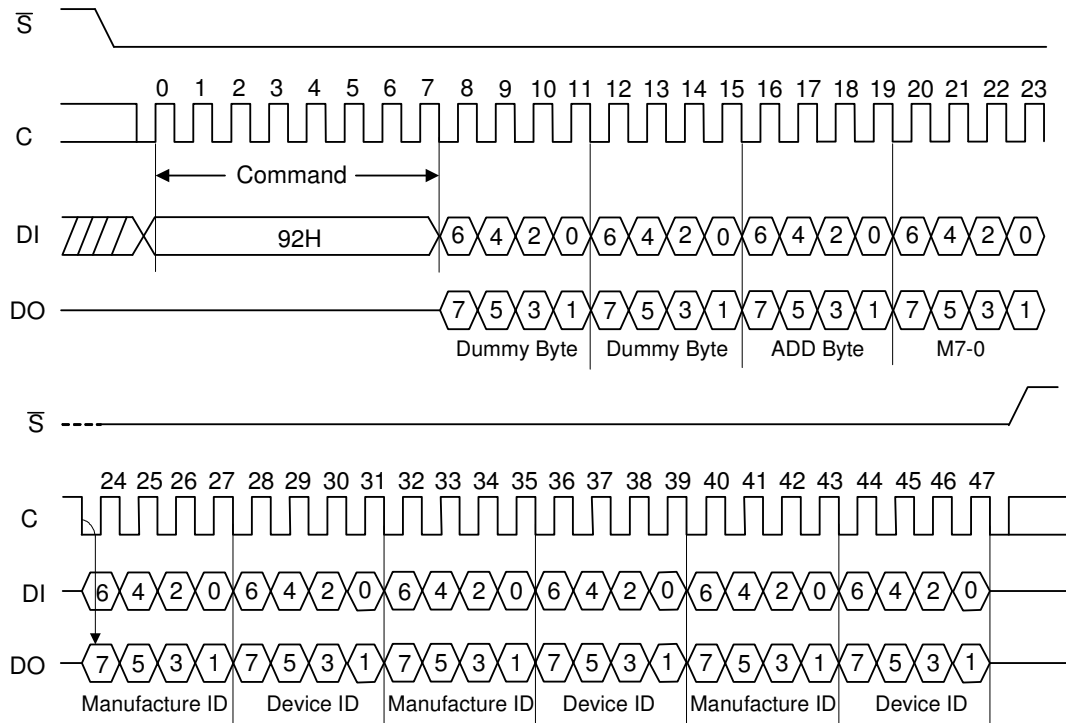 S
0 1 2 3 4 5 6 7 8 9 10 11 12 13 14 15 16 17 18 19 20 21 22 23
C
Command
DI 92H 6 4 2 0 6 4 2 0 6 4 2 0 6 4 2 0
DO 7 5 3 1 7 5 3 1 7 5 3 1 7 5 3 1
Dummy Byte Dummy Byte ADD Byte M7-0
S
24 25 26 27 28 29 30 31 32 33 34 35 36 37 38 39 40 41 42 43 44 45 46 47
C
DI 6 4 2 0 6 4 2 0 6 4 2 0 6 4 2 0 6 4 2 0 6 4 2 0
DO 7 5 3 1 7 5 3 1 7 5 3 1 7 5 3 1 7 5 3 1 7 5 3 1
Manufacture ID Device ID Manufacture ID Device ID Manufacture ID Device ID